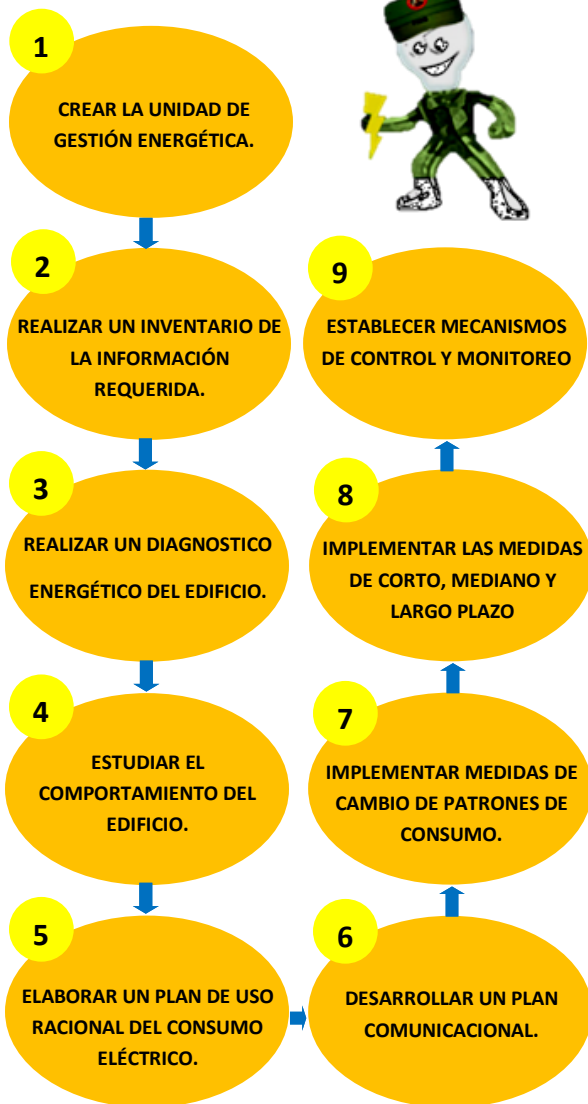 1
CREAR LA UNIDAD DE
GESTIÓN ENERGÉTICA.
2
REALIZAR UN INVENTARIO DE
LA INFORMACIÓN
REQUERIDA.
3
REALIZAR UN DIAGNOSTICO
ENERGÉTICO DEL EDIFICIO.
4
ESTUDIAR EL
COMPORTAMIENTO DEL
EDIFICIO.
5
ELABORAR UN PLAN DE USO
RACIONAL DEL CONSUMO
ELÉCTRICO.
6
DESARROLLAR UN PLAN
COMUNICACIONAL.
7
IMPLEMENTAR MEDIDAS DE
CAMBIO DE PATRONES DE
CONSUMO.
8
IMPLEMENTAR LAS MEDIDAS
DE CORTO, MEDIANO Y
LARGO PLAZO
9
ESTABLECER MECANISMOS
DE CONTROL Y MONITOREO